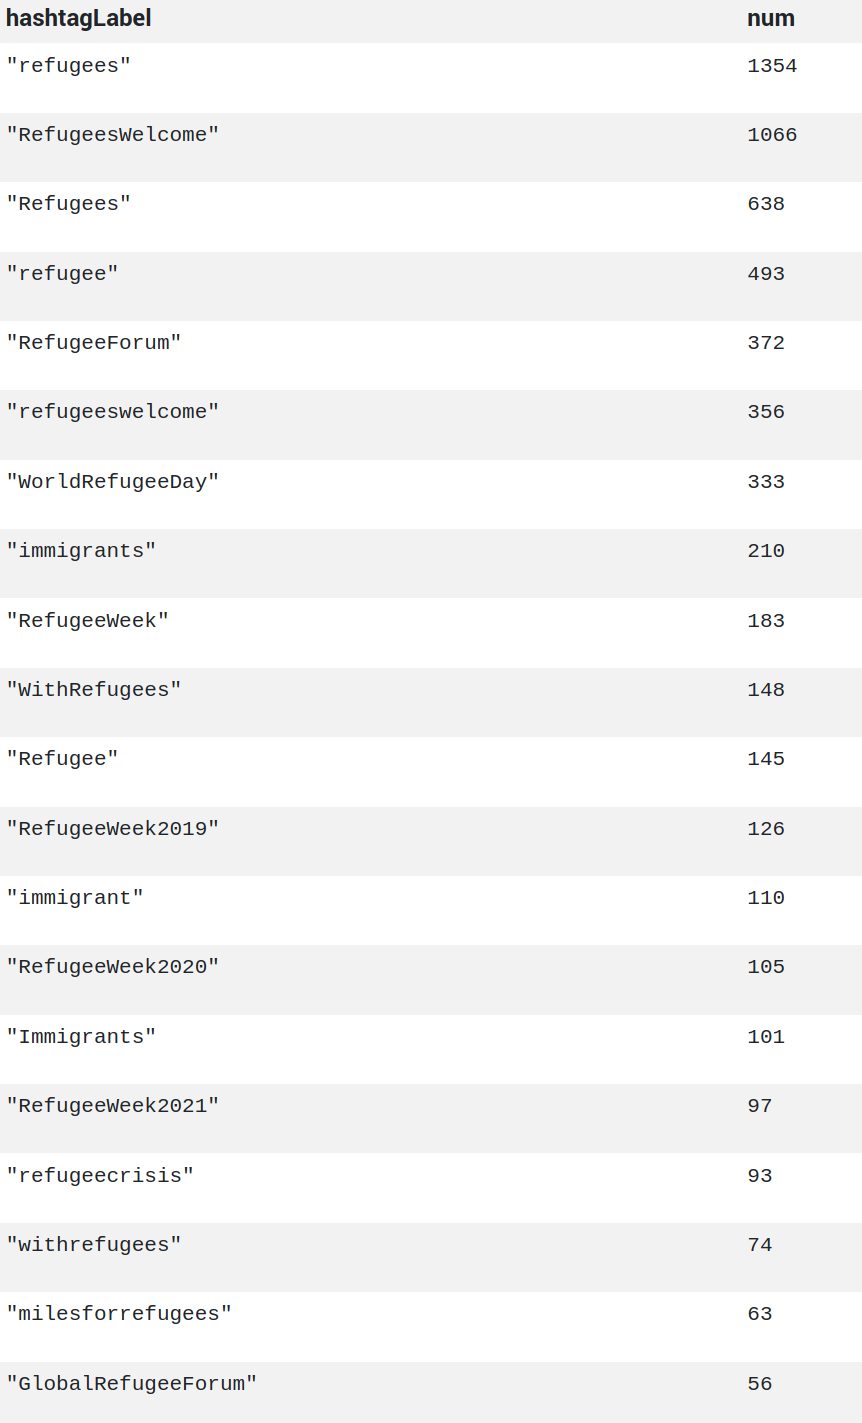 hashtagLabel num
"refugees" 1354
"RefugeesWelcome" 1066
"Refugees" 638
"refugee" 493
"RefugeeForum" 372
"refugeeswelcome" 356
"WorldRefugeeDay" 333
"immigrants" 210
"RefugeeWeek" 183
"WithRefugees" 148
"Refugee" 145
"RefugeeWeek2019" 126
"immigrant" 110
"RefugeeWeek2020" 105
"Immigrants" 101
"RefugeeWeek2021" 97
"refugeecrisis" 93
"withrefugees" 74
"milesforrefugees" 63
"GlobalRefugeeForum" 56